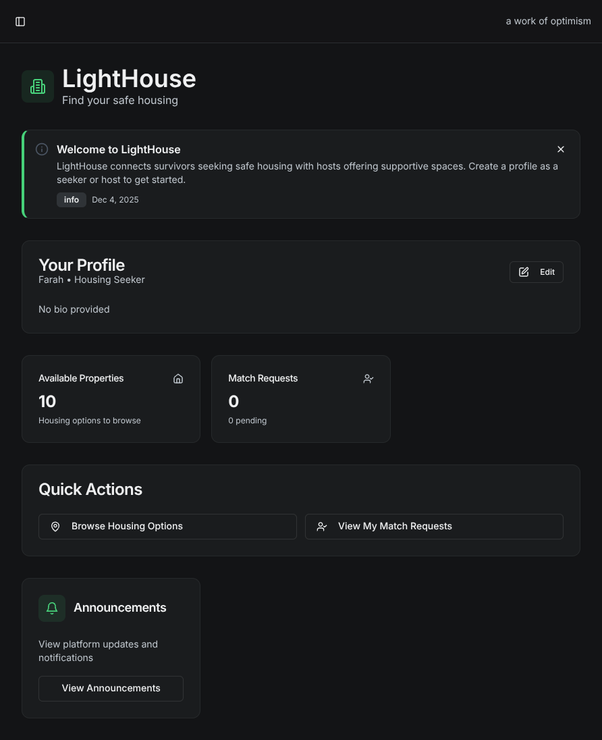 a work of optimism
LightHouse
Find your safe housing
Welcome to LightHouse
LightHouse connects survivors seeking safe housing with hosts offering supportive spaces. Create a profile as a
seeker or host to get started.
info Dec 4, 2025
Your Profile
Farah • Housing Seeker
Edit
No bio provided
Available Properties
10
Housing options to browse
Match Requests
0
0 pending
Quick Actions
Browse Housing Options
View My Match Requests
Announcements
View platform updates and
notifications
View Announcements